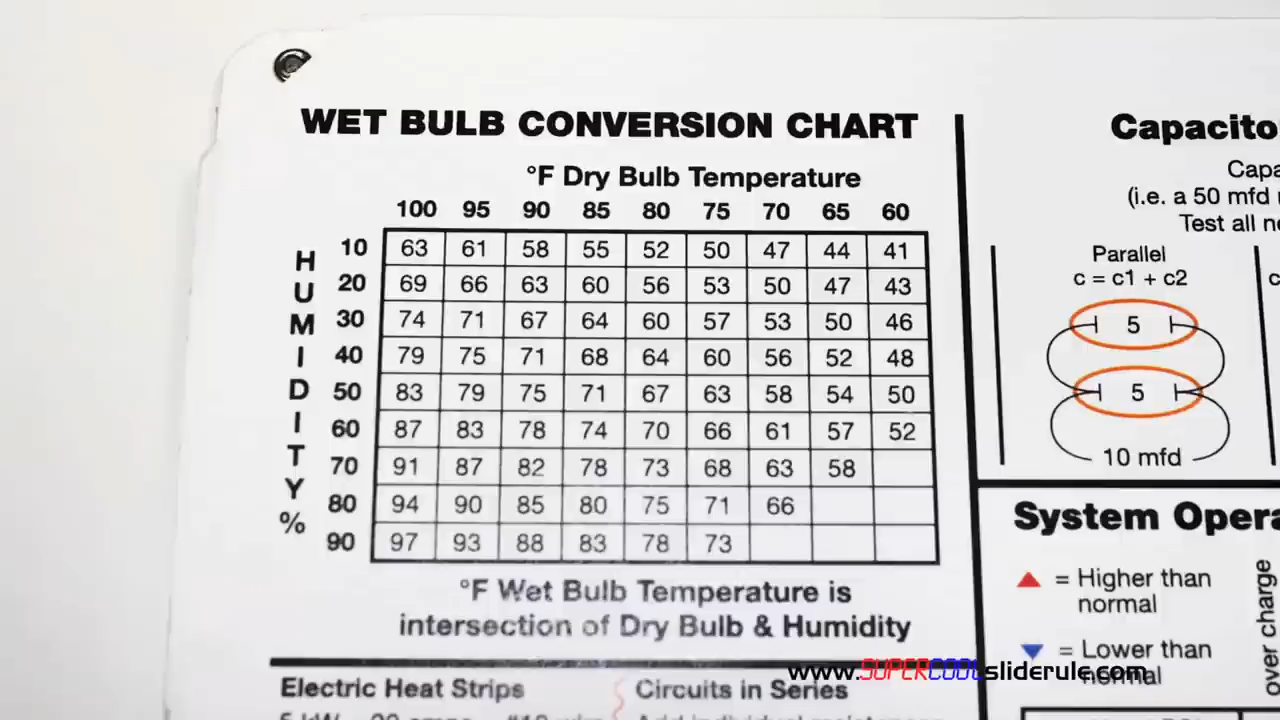 WET BULB CONVERSION CHART
°F Dry Bulb Temperature
100 95 90 85 80 75 70 65 60
HUMIDITY %
10 63 61 58 55 52 50 47 44 41
20 69 66 63 60 56 53 50 47 43
30 74 71 67 64 60 57 53 50 46
40 79 75 71 68 64 60 56 52 48
50 83 79 75 71 67 63 58 54 50
60 87 83 78 74 70 66 61 57 52
70 91 87 82 78 73 68 63 58
80 94 90 85 80 75 71 66
90 97 93 88 83 78 73
°F Wet Bulb Temperature is
intersection of Dry Bulb & Humidity
Electric Heat Strips
Circuits in Series
Capacito
Capa
(i.e. a 50 mfd
Test all
Parallel
c = c1 + c2
5
5
10 mfd
c
System Opera
= Higher than
normal
= Lower than
normal
over charge
www.SUPERCOOLsliderule.com